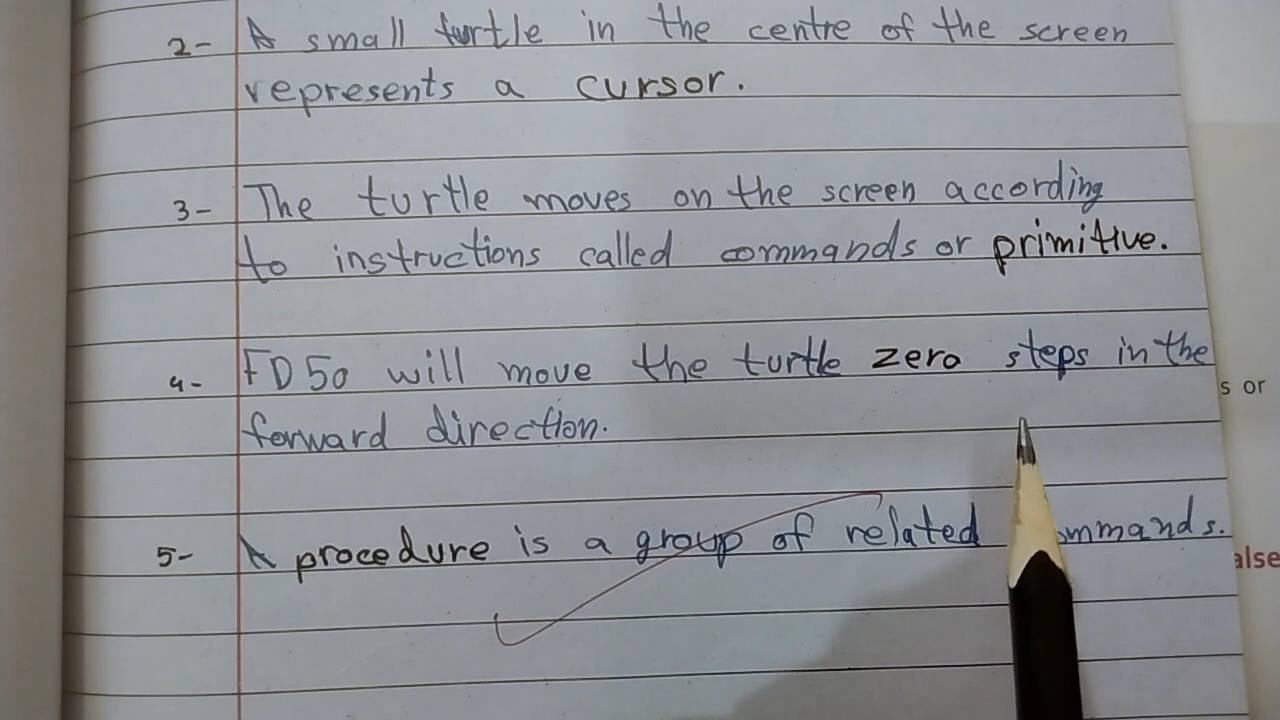 2- A small turtle in the centre of the screen
represents a cursor.
3- The turtle moves on the screen according
to instructions called commands or primitive.
4- FD 50 will move the turtle zero steps in the
forward direction.
s or
5- A procedure is a group of related ommands.
alse